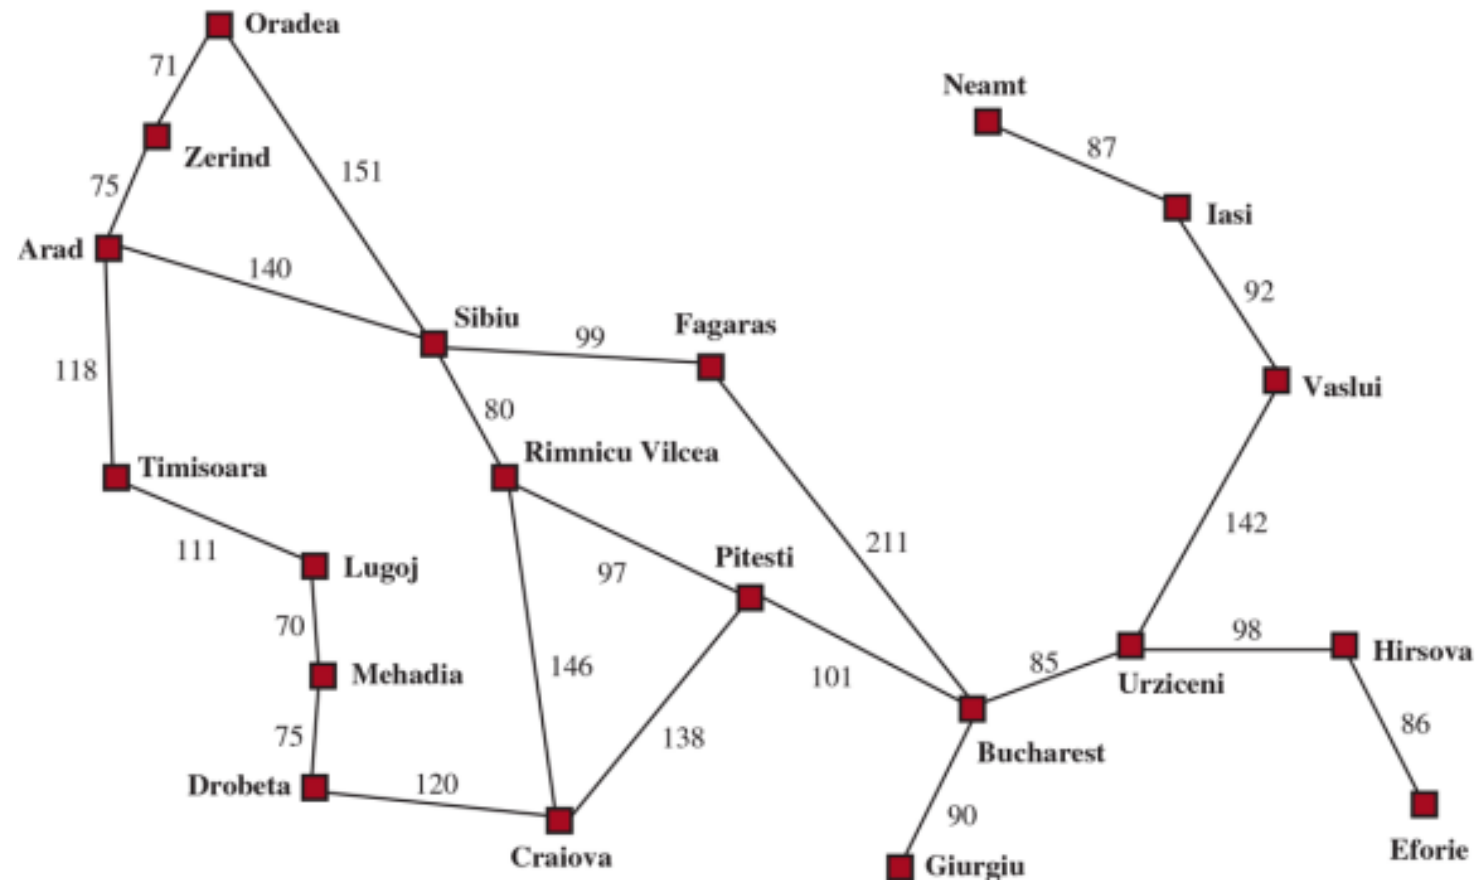 Oradea
71
Neamt
87
Zerind
151
75
Iasi
Arad
140
92
Sibiu
Fagaras
99
118
Vaslui
80
Rimnicu Vilcea
Timisoara
142
111
211
Pitesti
Lugoj
97
70
98
Hirsova
146
85
Mehadia
101
Urziceni
86
75
138
Bucharest
Drobeta
120
90
Eforie
Craiova
Giurgiu